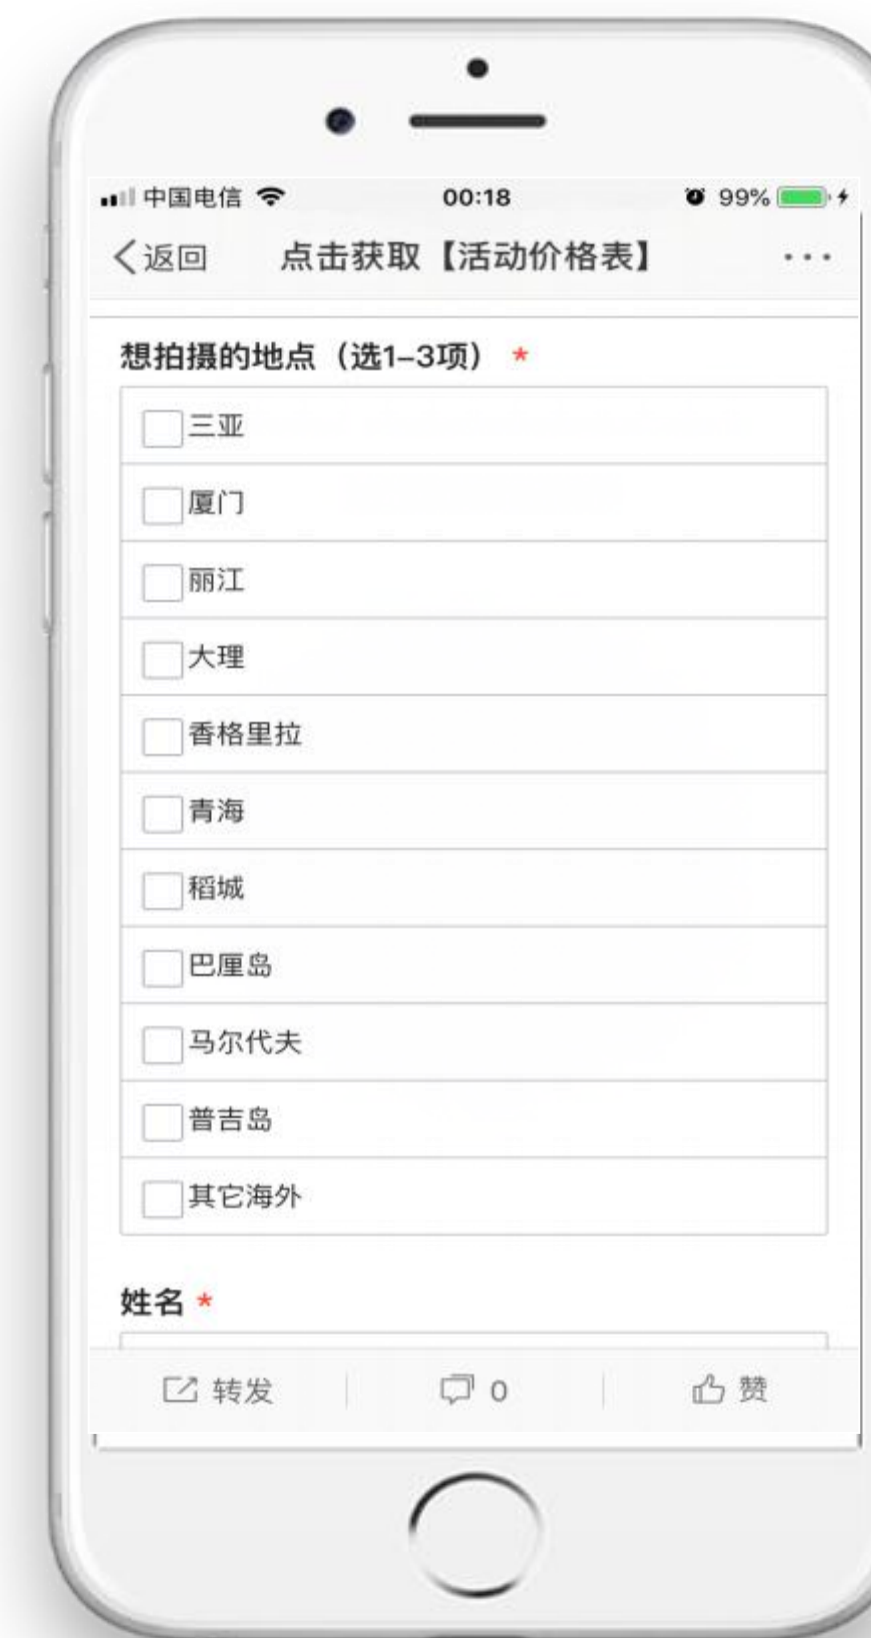 中国电信 00:18 99%
返回 点击获取【活动价格表】 ...
想拍摄的地点（选1–3项） *
三亚
厦门
丽江
大理
香格里拉
青海
稻城
巴厘岛
马尔代夫
普吉岛
其它海外
姓名 *
转发 0 赞